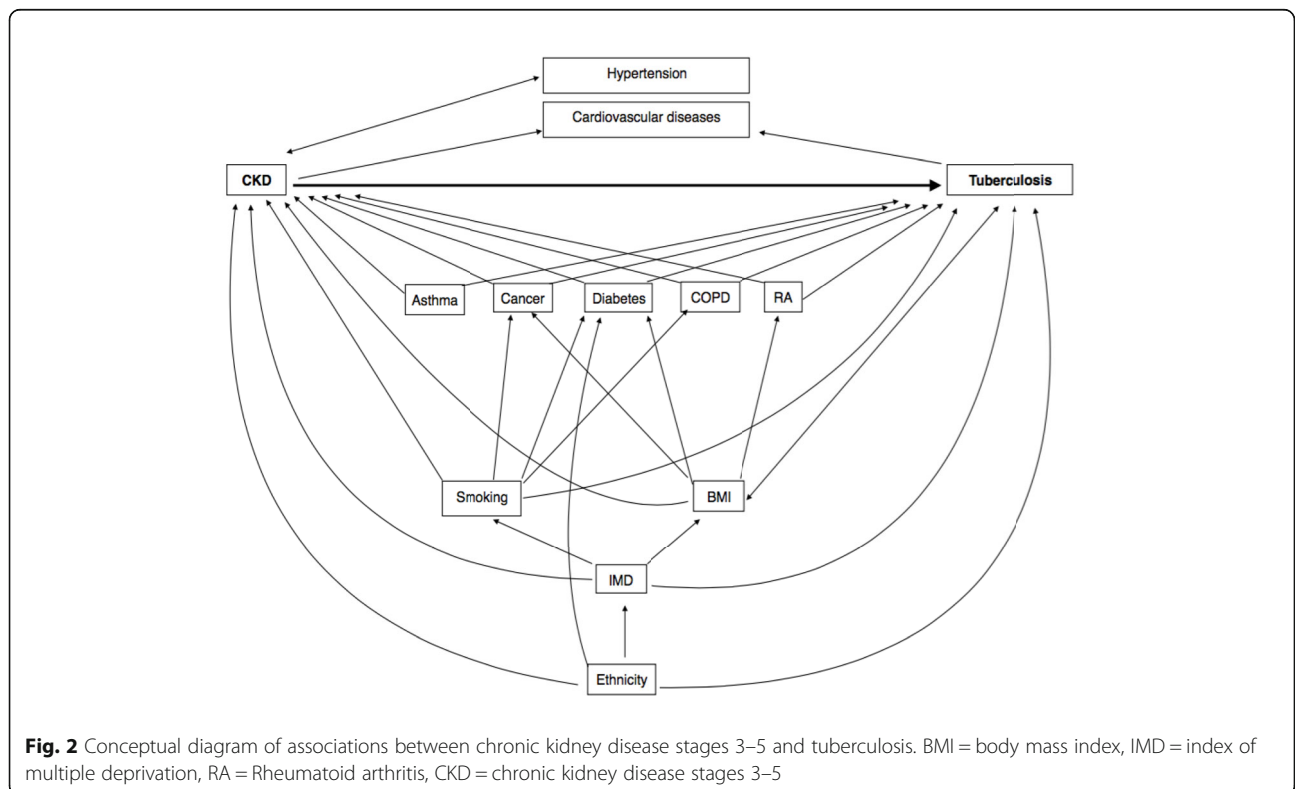 Hypertension
Cardiovascular diseases
CKD
Tuberculosis
Asthma
Cancer
Diabetes
COPD
RA
Smoking
BMI
IMD
Ethnicity
Fig. 2 Conceptual diagram of associations between chronic kidney disease stages 3–5 and tuberculosis. BMI = body mass index, IMD = index of
multiple deprivation, RA = Rheumatoid arthritis, CKD = chronic kidney disease stages 3–5